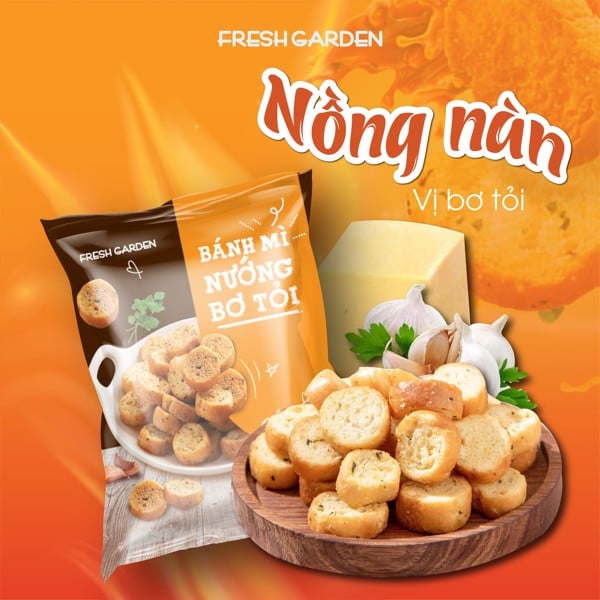 FRESH GARDEN
Nồng nàn
Vị bơ tỏi
FRESH GARDEN
BÁNH MÌ
NƯỚNG
BƠ TỎI